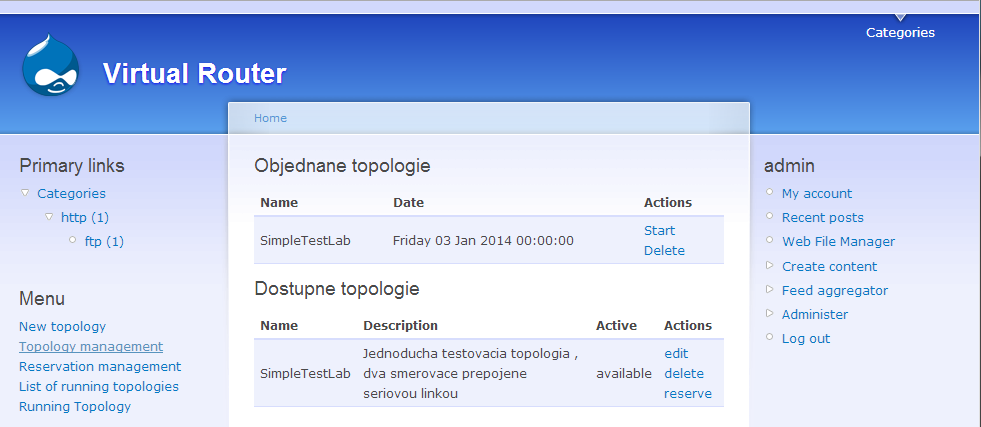 Categories
Virtual Router
Home
Primary links
Categories
http (1)
ftp (1)
Menu
New topology
Topology management
Reservation management
List of running topologies
Running Topology
Objednane topologie
Name Date Actions
SimpleTestLab Friday 03 Jan 2014 00:00:00 Start
Delete
Dostupne topologie
Name Description Active Actions
SimpleTestLab Jednoducha testovacia topologia , available edit
dva smerovace prepojene delete
seriovou linkou reserve
admin
My account
Recent posts
Web File Manager
Create content
Feed aggregator
Administer
Log out